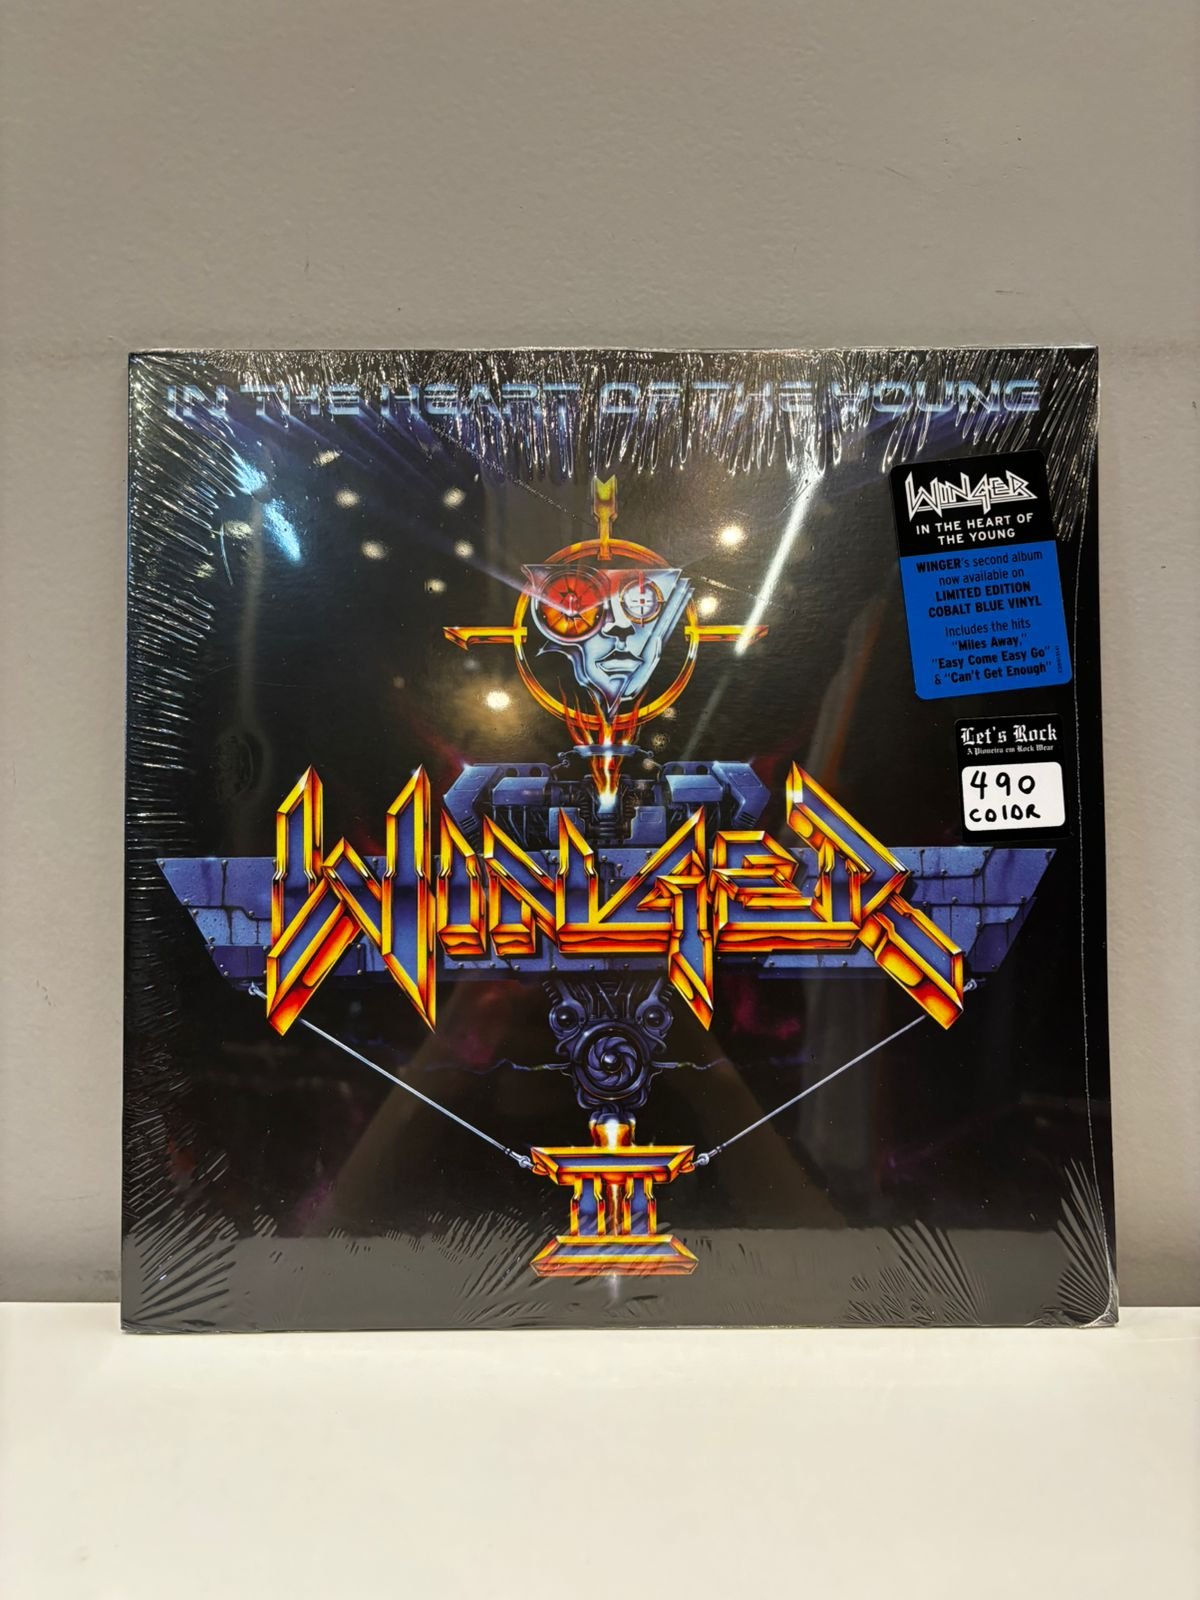 IN THE HEART OF THE YOUNG
WINGER
IN THE HEART OF
THE YOUNG
WINGER's second album
now available on
LIMITED EDITION
COBALT BLUE VINYL
includes the hits
"Miles Away,"
"Easy Come Easy Go"
& "Can't Get Enough"
Let's Rock
A Pioneira em Rock Wear
490
COLOR
WINGER
III